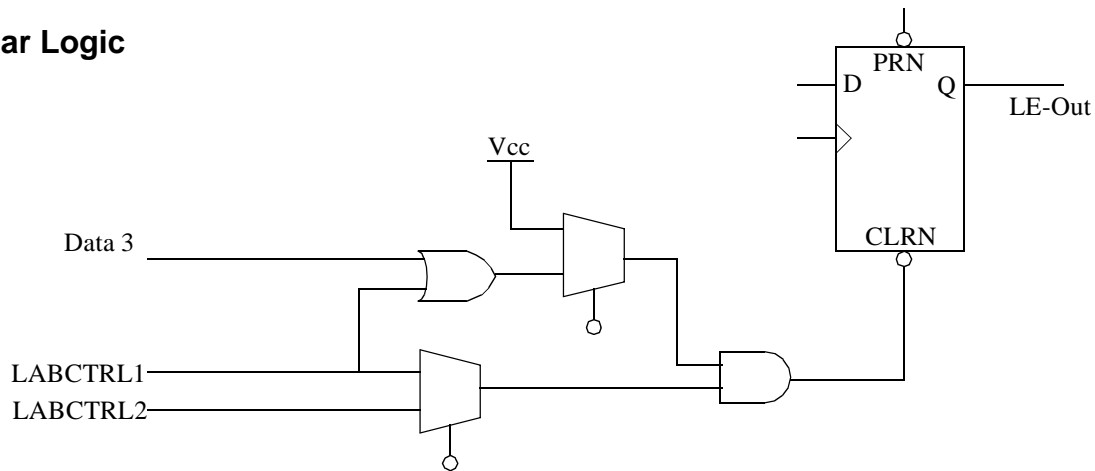 ar Logic
PRN
D
Q
LE-Out
Vcc
Data 3
CLRN
LABCTRL1
LABCTRL2